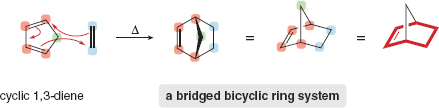 Δ
= =
cyclic 1,3-diene a bridged bicyclic ring system